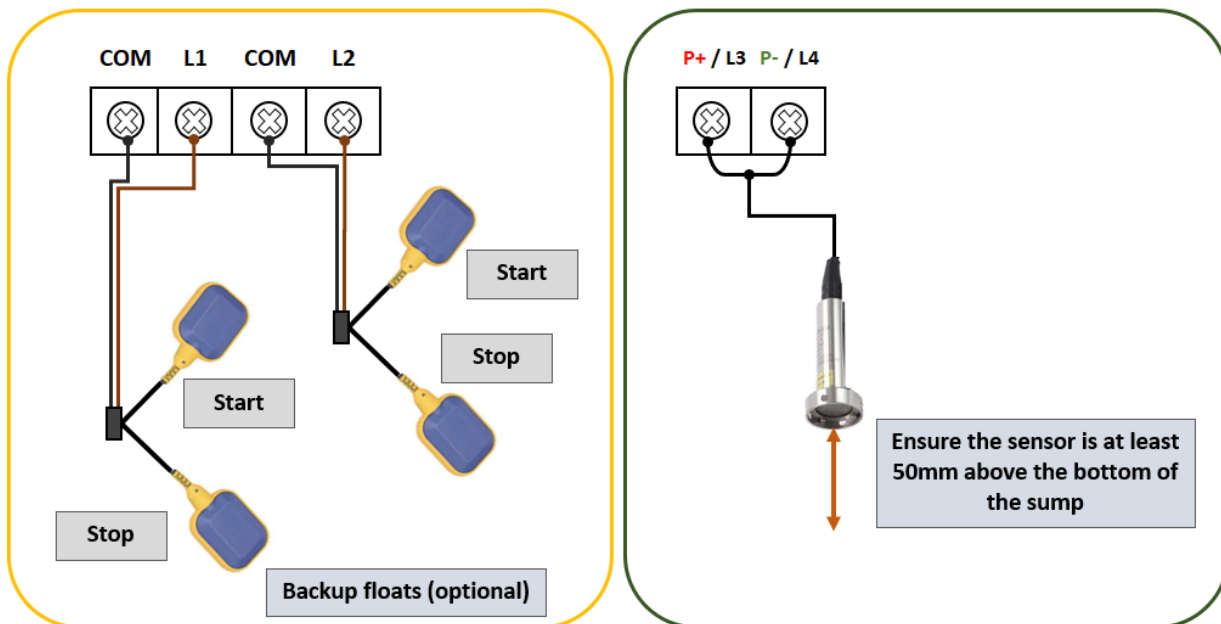 COM L1 COM L2
Start
Stop
Start
Stop
Backup floats (optional)
P+ / L3 P- / L4
Ensure the sensor is at least
50mm above the bottom of
the sump